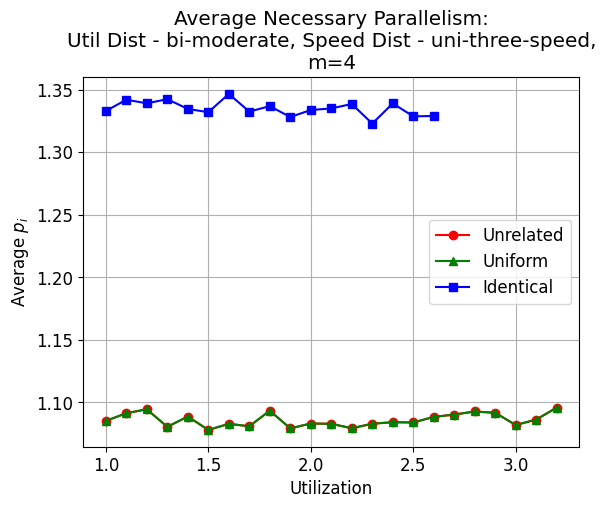 Average Necessary Parallelism:
Util Dist - bi-moderate, Speed Dist - uni-three-speed,
m=4
1.35
1.30
1.25
1.20
1.15
1.10
Average pᵢ
Unrelated
Uniform
Identical
1.0 1.5 2.0 2.5 3.0
Utilization